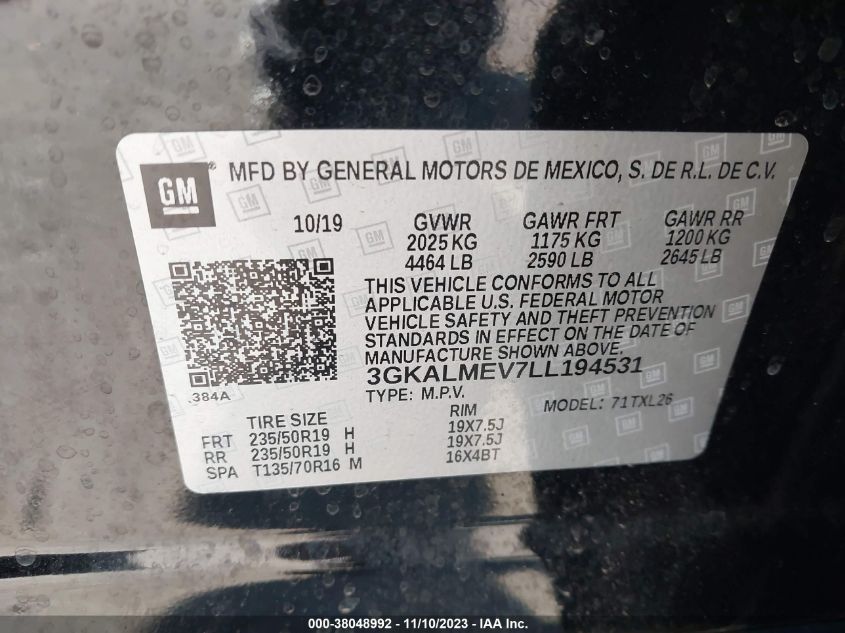 GM MFD BY GENERAL MOTORS DE MEXICO, S. DE R.L. DE C.V.
10/19 GVWR GAWR FRT GAWR RR
2025 KG 1175 KG 1200 KG
4464 LB 2590 LB 2645 LB
THIS VEHICLE CONFORMS TO ALL
APPLICABLE U.S. FEDERAL MOTOR
VEHICLE SAFETY AND THEFT PREVENTION
STANDARDS IN EFFECT ON THE DATE OF
MANUFACTURE SHOWN ABOVE.
3GKALMEV7LL194531
384A TYPE: M.P.V. MODEL: 71TXL26
TIRE SIZE RIM
FRT 235/50R19 H 19X7.5J
RR 235/50R19 H 19X7.5J
SPA T135/70R16 M 16X4BT
000-38048992 — 11/10/2023 — IAA Inc.